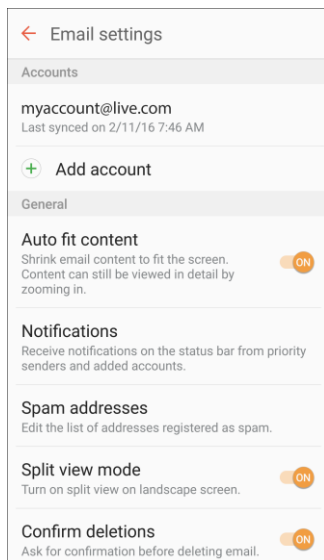 Email settings
Accounts
myaccount@live.com
Last synced on 2/11/16 7:46 AM
Add account
General
Auto fit content
Shrink email content to fit the screen.
Content can still be viewed in detail by
zooming in.
ON
Notifications
Receive notifications on the status bar from priority
senders and added accounts.
Spam addresses
Edit the list of addresses registered as spam.
Split view mode
Turn on split view on landscape screen.
ON
Confirm deletions
Ask for confirmation before deleting email.
ON